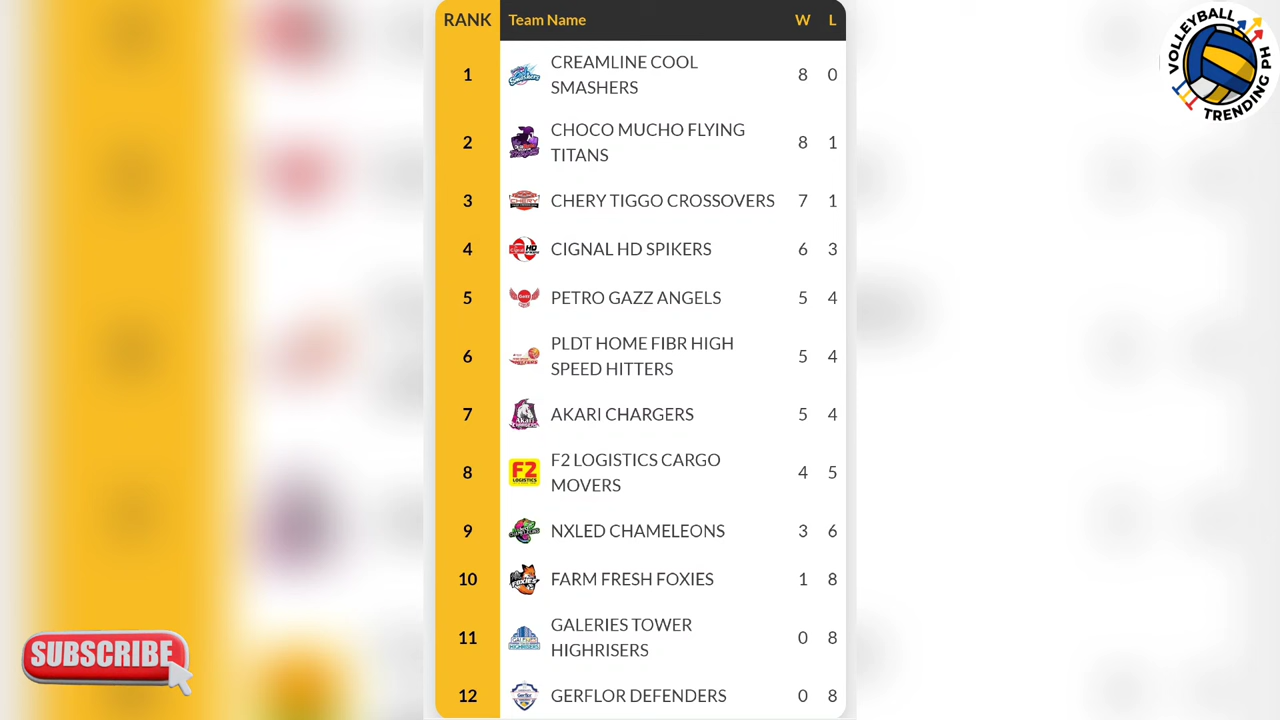 RANK Team Name W L
1 CREAMLINE COOL
SMASHERS 8 0
2 CHOCO MUCHO FLYING
TITANS 8 1
3 CHERY TIGGO CROSSOVERS 7 1
4 CIGNAL HD SPIKERS 6 3
5 PETRO GAZZ ANGELS 5 4
6 PLDT HOME FIBR HIGH
SPEED HITTERS 5 4
7 AKARI CHARGERS 5 4
8 F2 LOGISTICS F2 LOGISTICS CARGO
MOVERS 4 5
9 NXLED CHAMELEONS 3 6
10 FOXIES FARM FRESH FOXIES 1 8
11 GALERIES TOWER
HIGHRISERS 0 8
12 GERFLOR DEFENDERS 0 8
VOLLEYBALL
TRENDING PH
SUBSCRIBE